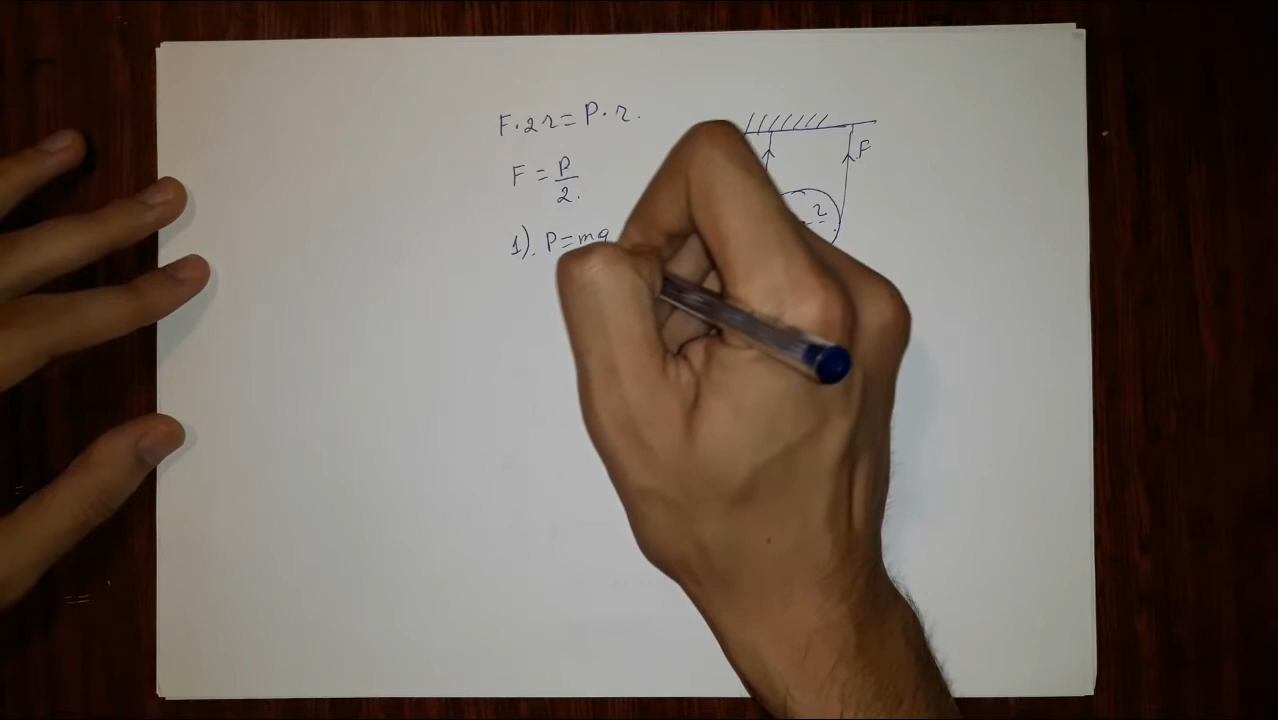 F·2r=P·r.
F=P/2.
1). P=mg
F
r